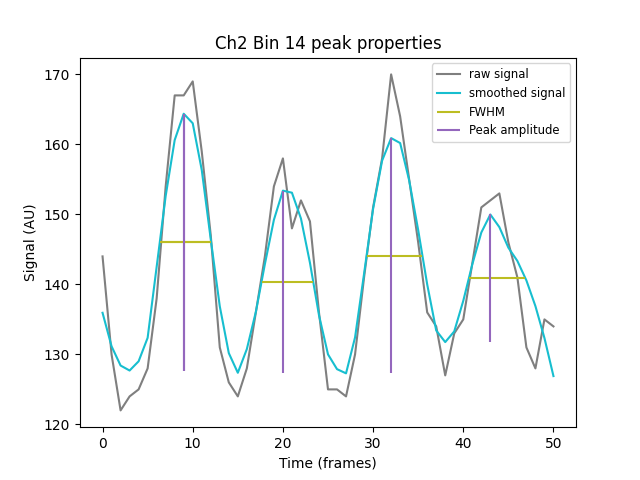 Ch2 Bin 14 peak properties
raw signal
smoothed signal
FWHM
Peak amplitude
170
160
150
140
130
120
Signal (AU)
0 10 20 30 40 50
Time (frames)